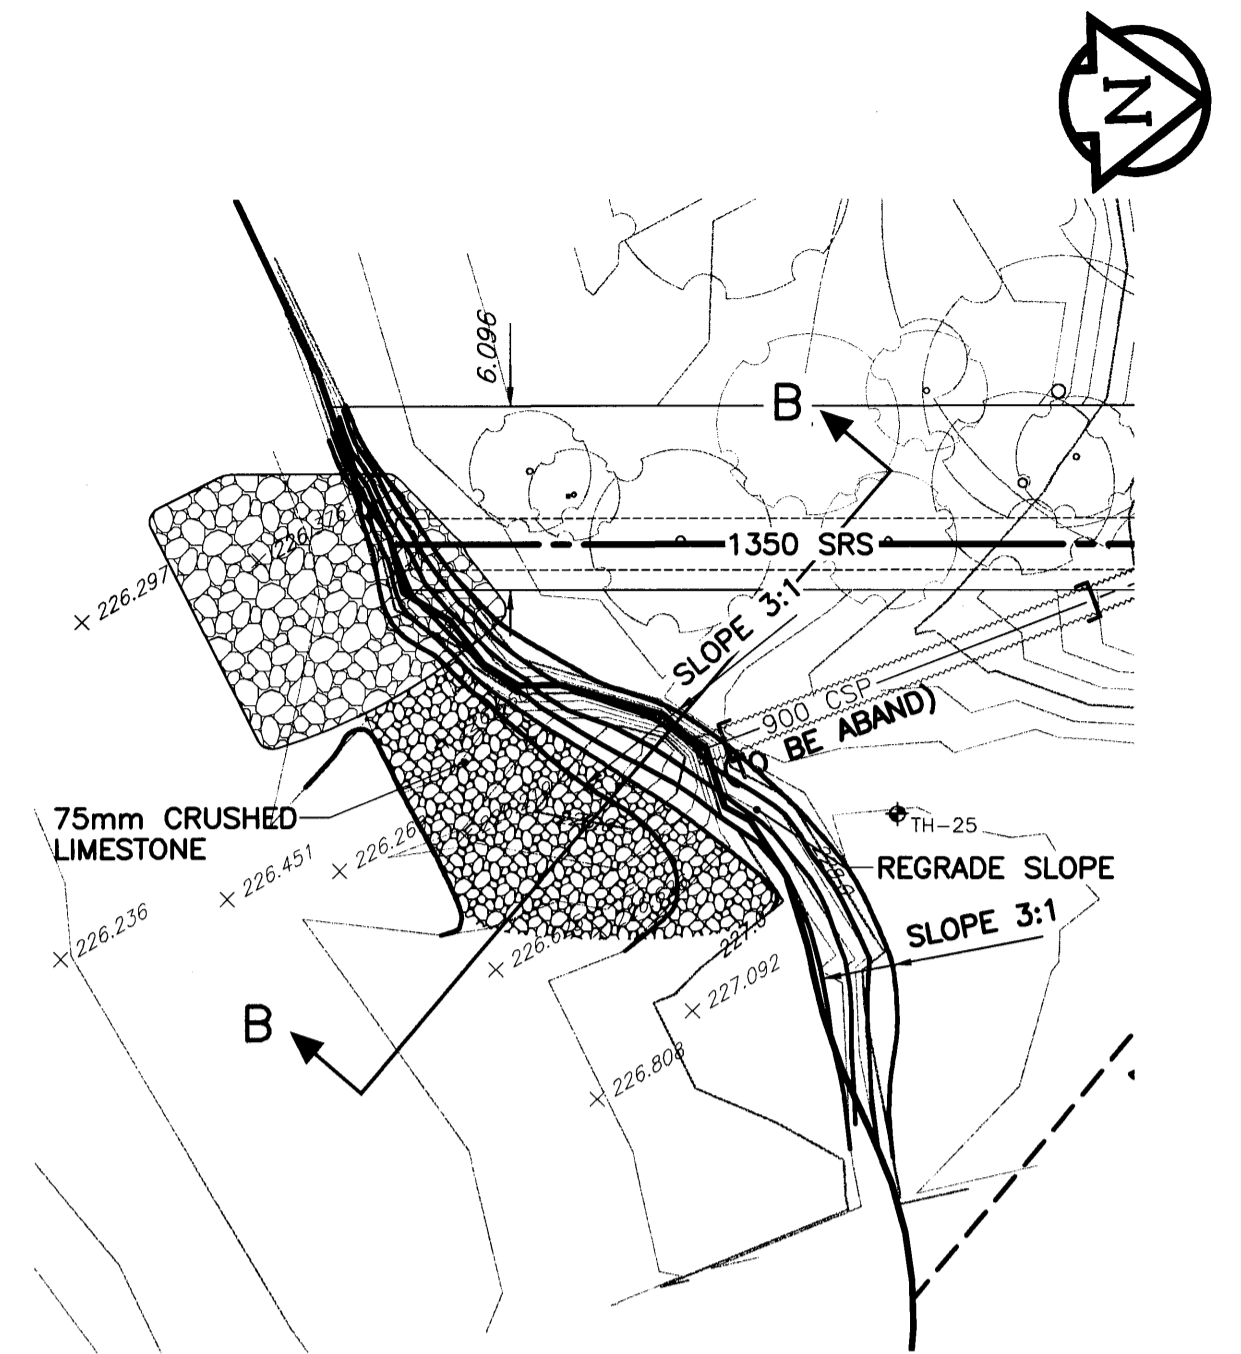 N
6.096
B
1350 SRS
SLOPE 3:1
× 226.297
900 CSP
(TO BE ABAND)
75mm CRUSHED
LIMESTONE
TH-25
REGRADE SLOPE
SLOPE 3:1
× 226.451
× 226.236
× 227.092
B
× 226.808